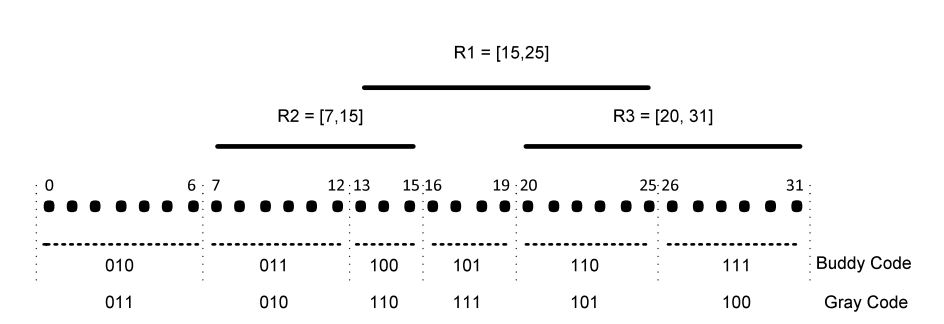 R1 = [15,25]
R2 = [7,15] R3 = [20, 31]
0 6 7 12 13 15 16 19 20 25 26 31
010 011 100 101 110 111 Buddy Code
011 010 110 111 101 100 Gray Code